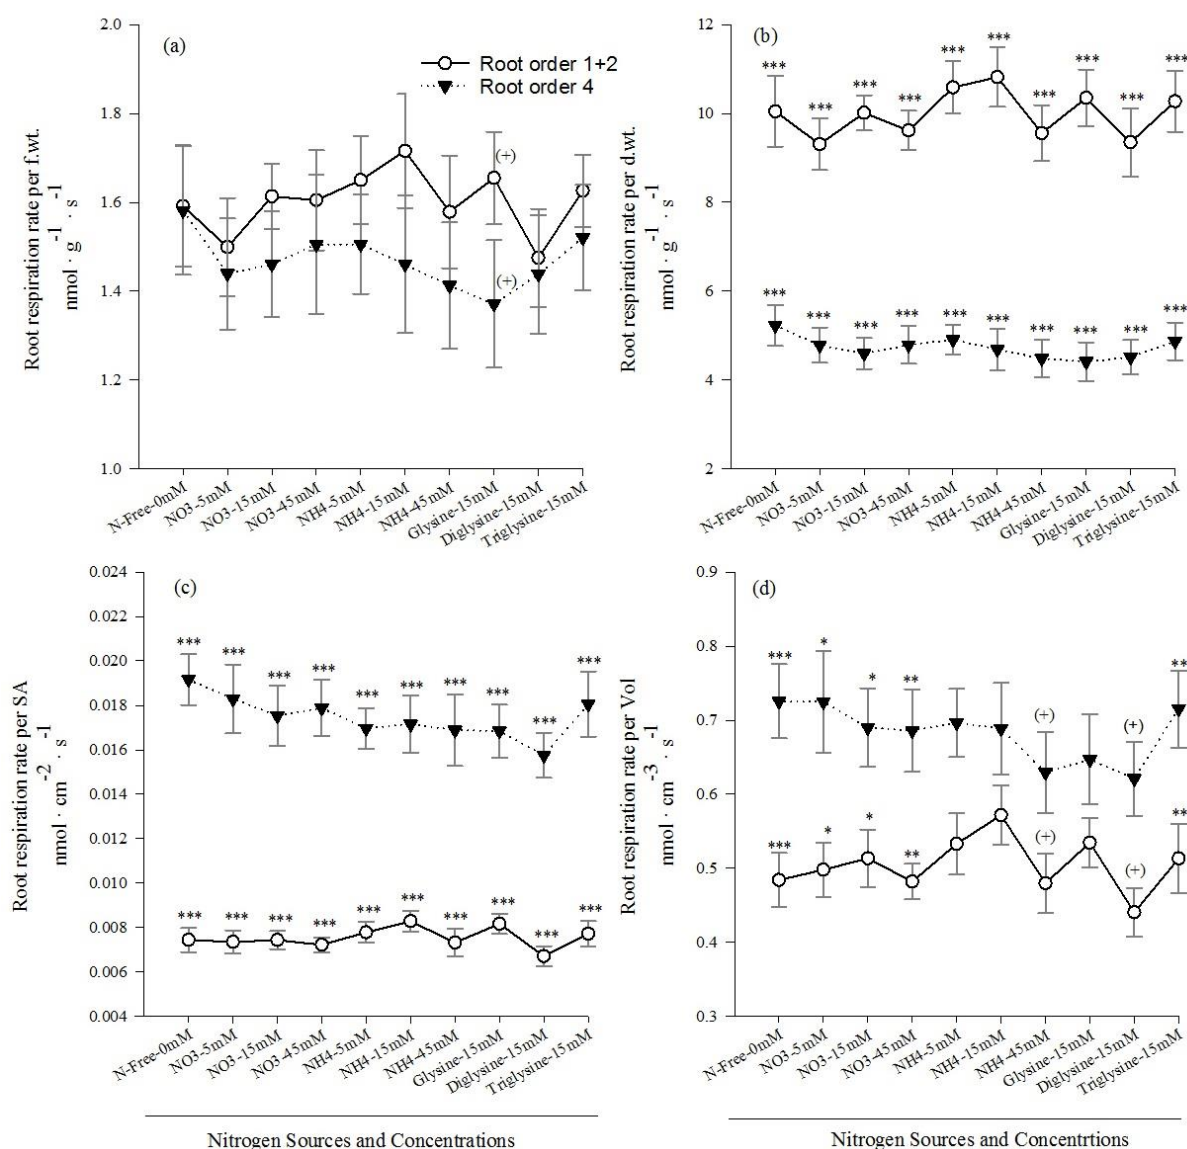 (a)
Root order 1+2
Root order 4
Root respiration rate per f.wt.
nmol · g⁻¹ · s⁻¹
2.0
1.8
1.6
1.4
1.2
1.0
(+)
(+)
N-Free-0mM
NO3-5mM
NO3-15mM
NO3-45mM
NH4-5mM
NH4-15mM
NH4-45mM
Glysine-15mM
Diglysine-15mM
Triglysine-15mM
(b)
Root respiration rate per d.wt.
nmol · g⁻¹ · s⁻¹
12
10
8
6
4
2
*** *** *** *** *** *** *** *** *** ***
*** *** *** *** *** *** *** *** *** ***
N-Free-0mM
NO3-5mM
NO3-15mM
NO3-45mM
NH4-5mM
NH4-15mM
NH4-45mM
Glysine-15mM
Diglysine-15mM
Triglysine-15mM
(c)
Root respiration rate per SA
nmol · cm⁻² · s⁻¹
0.024
0.022
0.020
0.018
0.016
0.014
0.012
0.010
0.008
0.006
0.004
*** *** *** *** *** *** *** *** *** ***
*** *** *** *** *** *** *** *** *** ***
N-Free-0mM
NO3-5mM
NO3-15mM
NO3-45mM
NH4-5mM
NH4-15mM
NH4-45mM
Glysine-15mM
Diglysine-15mM
Triglysine-15mM
Nitrogen Sources and Concentrations
(d)
Root respiration rate per Vol
nmol · cm⁻³ · s⁻¹
0.9
0.8
0.7
0.6
0.5
0.4
0.3
*** * * ** (+) (+) **
*** * * ** (+) (+) **
N-Free-0mM
NO3-5mM
NO3-15mM
NO3-45mM
NH4-5mM
NH4-15mM
NH4-45mM
Glysine-15mM
Diglysine-15mM
Triglysine-15mM
Nitrogen Sources and Concentrtions